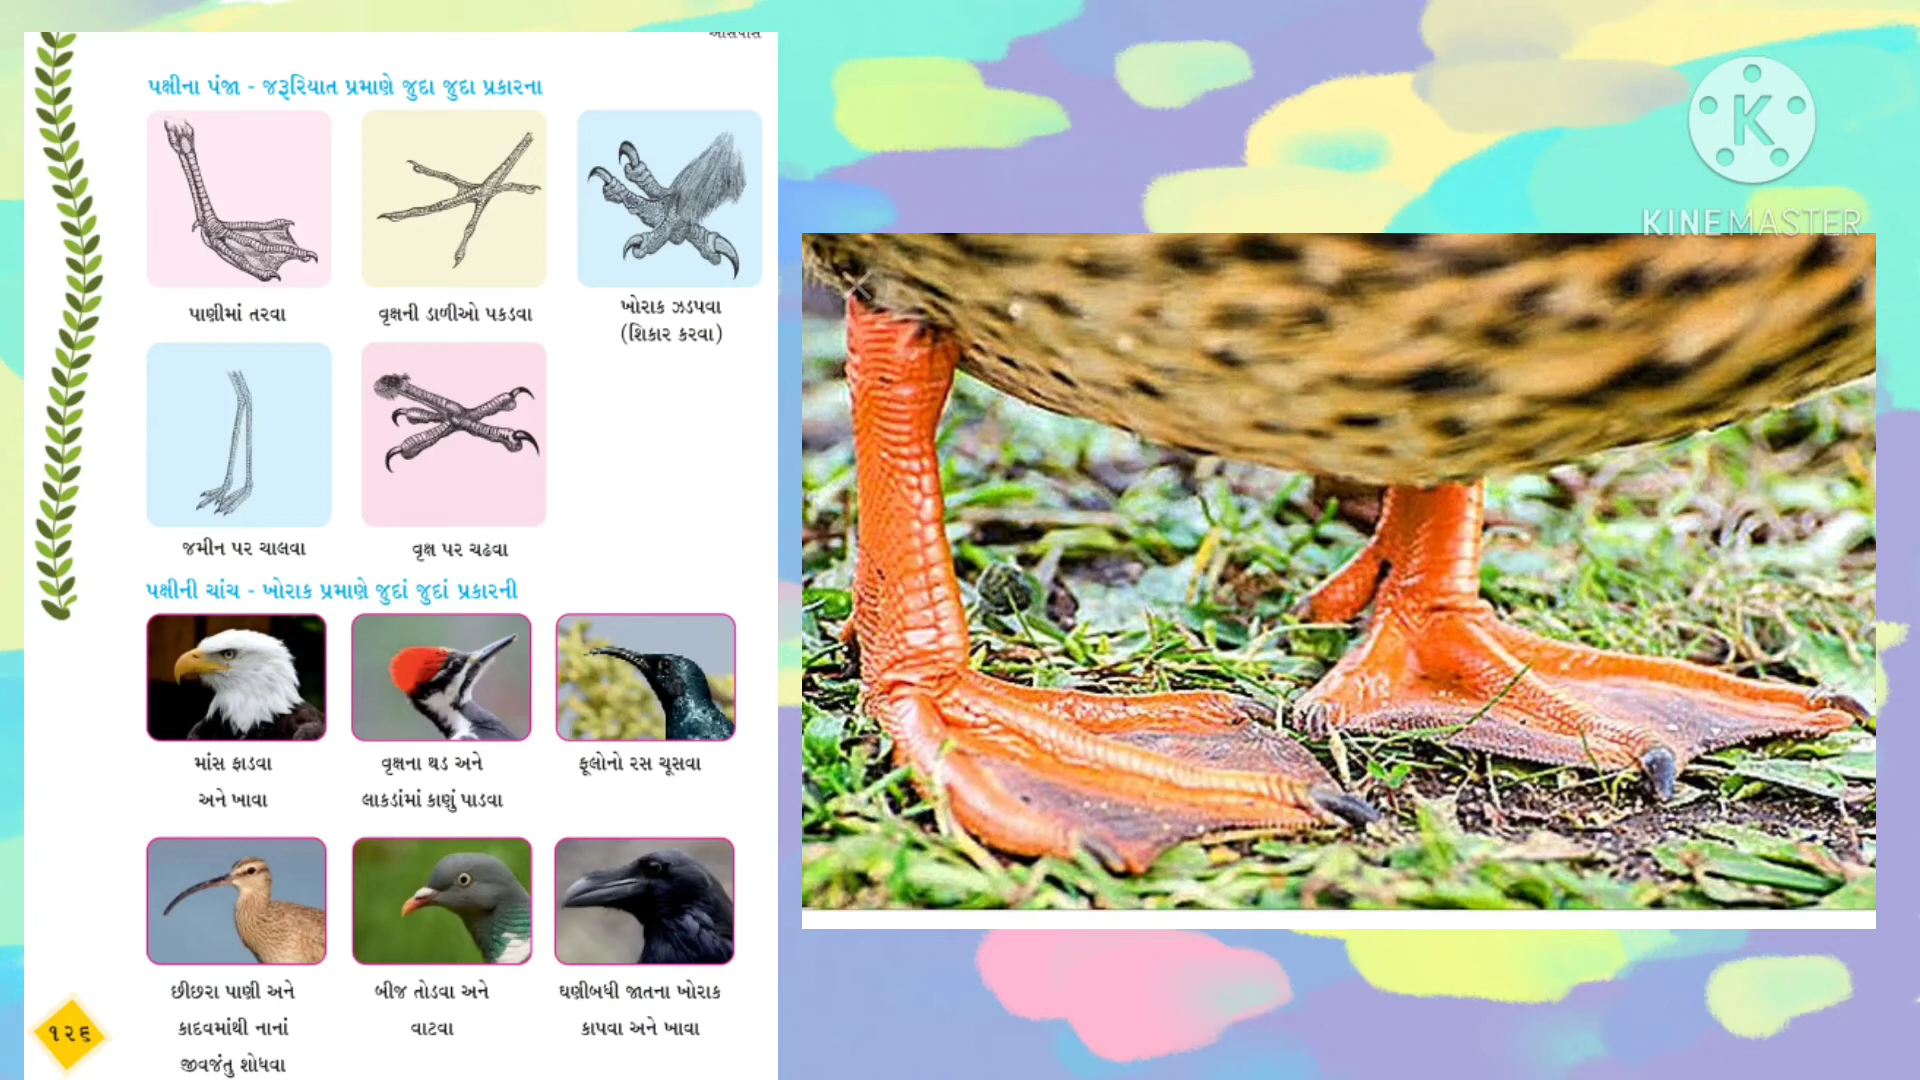 આસપાસ
પક્ષીના પંજા - જરૂરિયાત પ્રમાણે જુદા જુદા પ્રકારના
પાણીમાં તરવા
વૃક્ષની ડાળીઓ પકડવા
ખોરાક ઝડપવા
(શિકાર કરવા)
જમીન પર ચાલવા
વૃક્ષ પર ચઢવા
પક્ષીની ચાંચ - ખોરાક પ્રમાણે જુદાં જુદાં પ્રકારની
માંસ ફાડવા
અને ખાવા
વૃક્ષના થડ અને
લાકડાંમાં કાણું પાડવા
ફૂલોનો રસ ચૂસવા
છીછરા પાણી અને
કાદવમાંથી નાનાં
જીવજંતુ શોધવા
બીજ તોડવા અને
વાટવા
ઘણીબધી જાતના ખોરાક
કાપવા અને ખાવા
૧૨૬
K
KINEMASTER